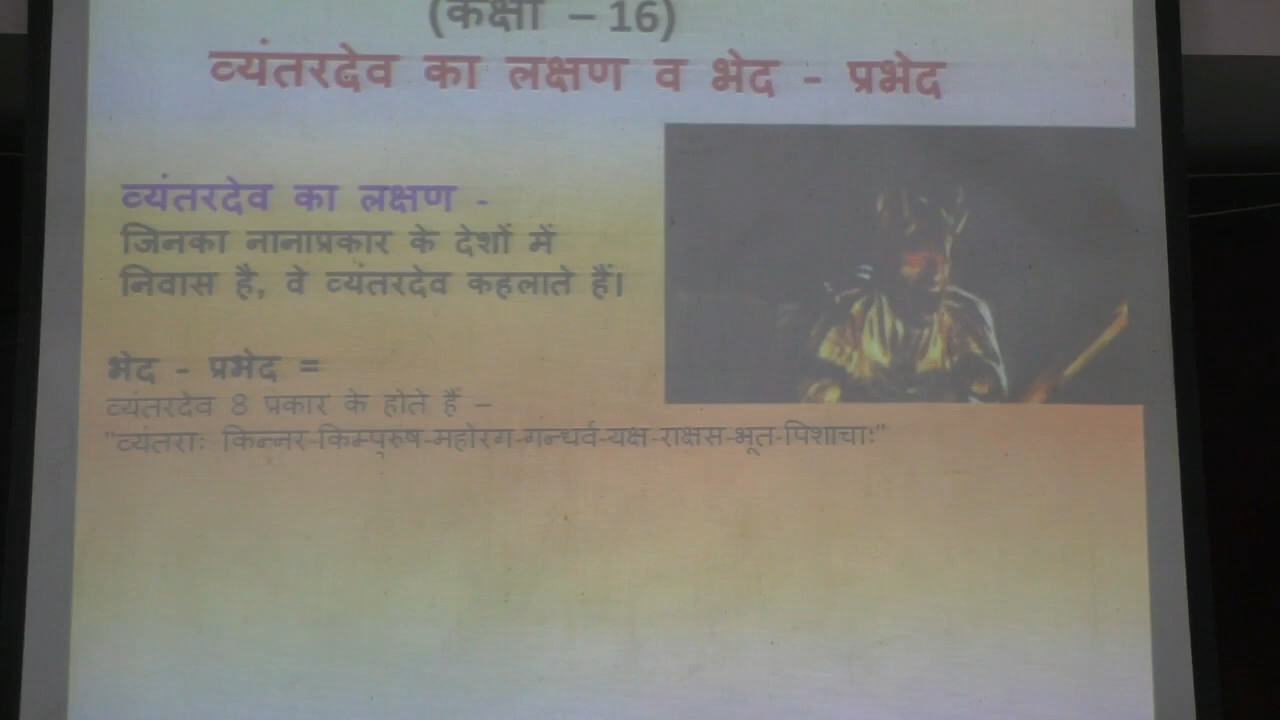 (कक्षा – 16)
व्यंतरदेव का लक्षण व भेद - प्रभेद
व्यंतरदेव का लक्षण -
जिनका नानाप्रकार के देशों में
निवास है, वे व्यंतरदेव कहलाते हैं।
भेद - प्रभेद =
व्यंतरदेव 8 प्रकार के होते हैं –
"व्यंतराः किन्नर-किम्पुरुष-महोरग-गंन्धर्व-यक्ष-राक्षस-भूत-पिशाचाः"